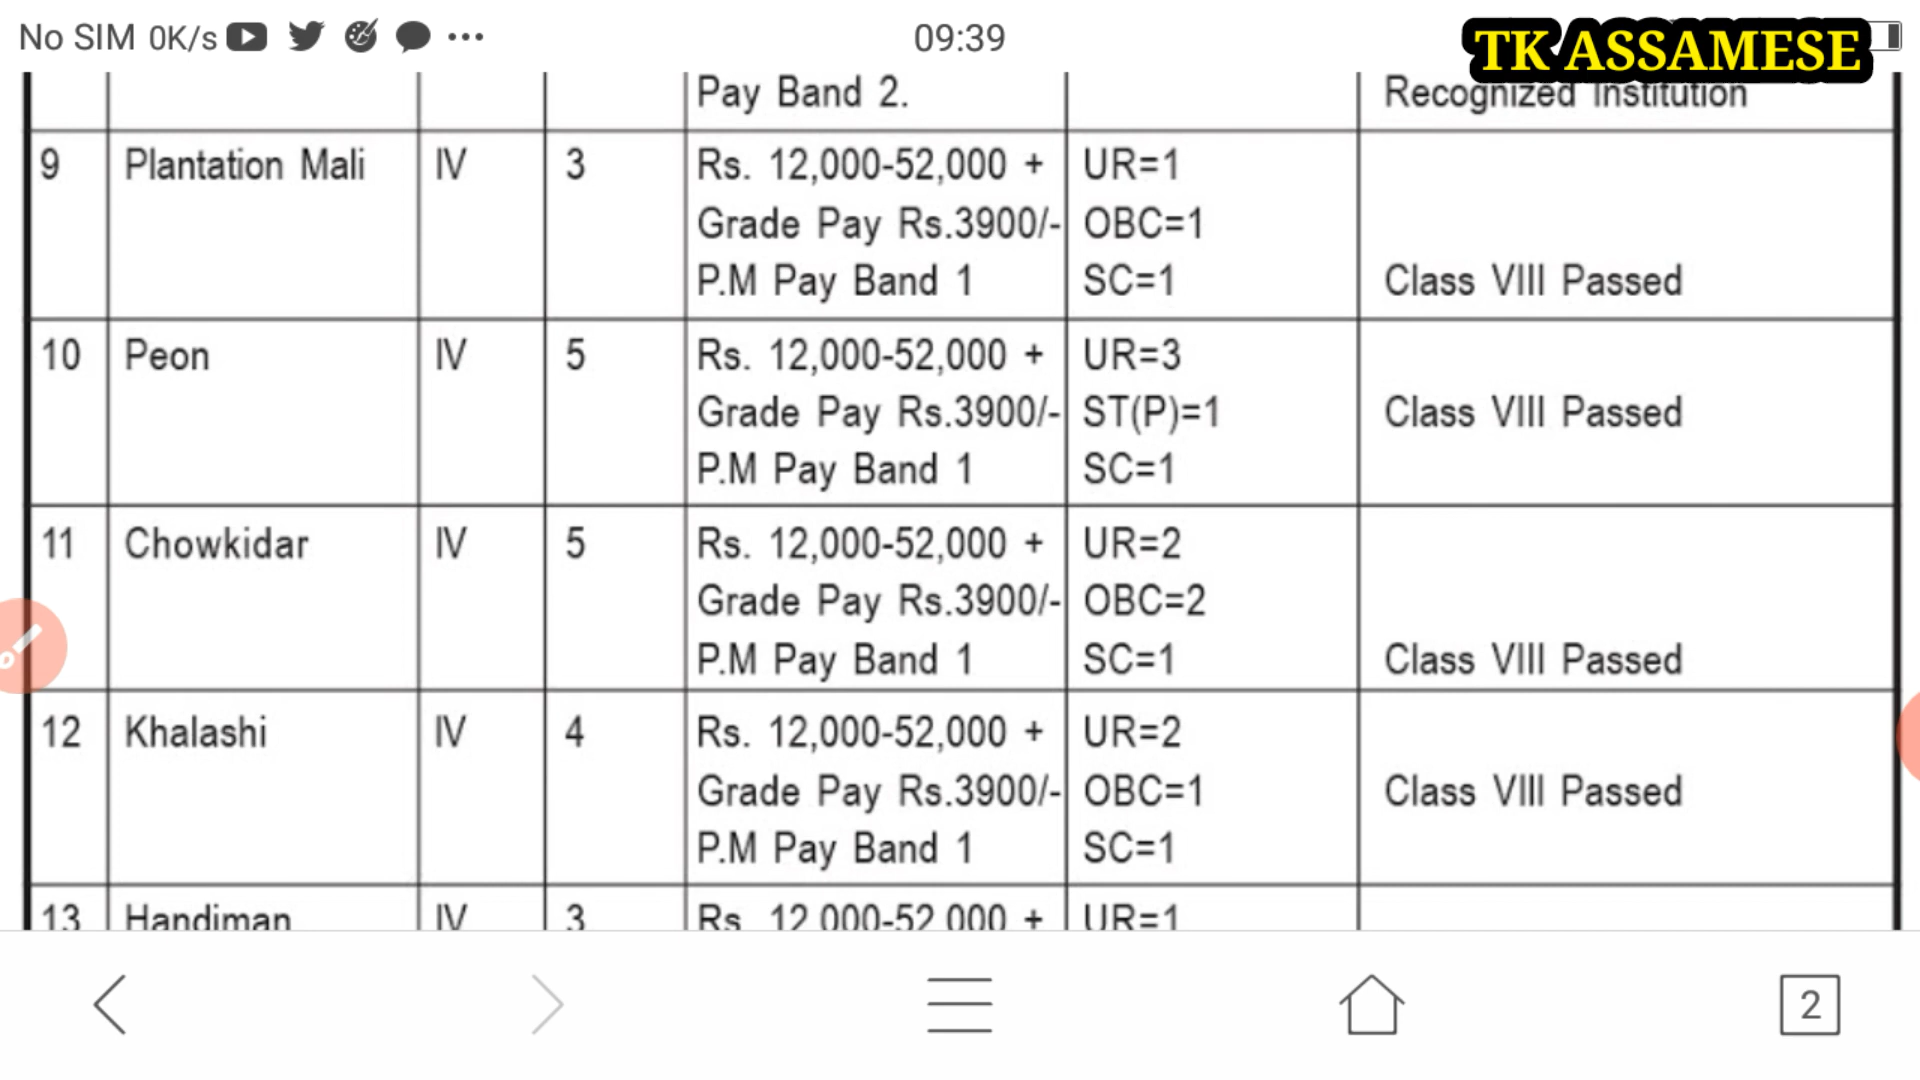 No SIM 0K/s
09:39
TK ASSAMESE
Pay Band 2.
Recognized Institution
9 Plantation Mali IV 3 Rs. 12,000-52,000 + UR=1
Grade Pay Rs.3900/- OBC=1
P.M Pay Band 1 SC=1 Class VIII Passed
10 Peon IV 5 Rs. 12,000-52,000 + UR=3
Grade Pay Rs.3900/- ST(P)=1 Class VIII Passed
P.M Pay Band 1 SC=1
11 Chowkidar IV 5 Rs. 12,000-52,000 + UR=2
Grade Pay Rs.3900/- OBC=2
P.M Pay Band 1 SC=1 Class VIII Passed
12 Khalashi IV 4 Rs. 12,000-52,000 + UR=2
Grade Pay Rs.3900/- OBC=1 Class VIII Passed
P.M Pay Band 1 SC=1
13 Handiman IV 3 Rs. 12,000-52,000 + UR=1
2